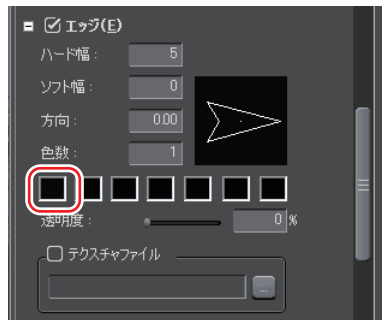 エッジ(E)
ハード幅： 5
ソフト幅： 0
方向： 0.00
色数： 1
透明度： 0 %
テクスチャファイル
...